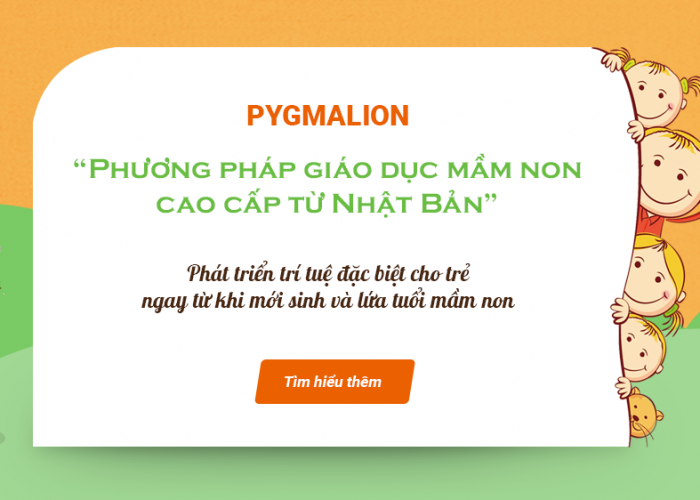 PYGMALION
“PHƯƠNG PHÁP GIÁO DỤC MẦM NON
CAO CẤP TỪ NHẬT BẢN”
Phát triển trí tuệ đặc biệt cho trẻ
ngay từ khi mới sinh và lứa tuổi mầm non
Tìm hiểu thêm